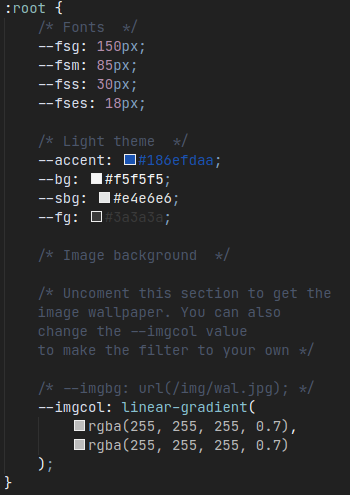 :root {
/* Fonts */
--fsg: 150px;
--fsm: 85px;
--fss: 30px;
--fses: 18px;
/* Light theme */
--accent: #186efdaa;
--bg: #f5f5f5;
--sbg: #e4e6e6;
--fg: #3a3a3a;
/* Image background */
/* Uncoment this section to get the
image wallpaper. You can also
change the --imgcol value
to make the filter to your own */
/* --imgbg: url(/img/wal.jpg); */
--imgcol: linear-gradient(
rgba(255, 255, 255, 0.7),
rgba(255, 255, 255, 0.7)
);
}